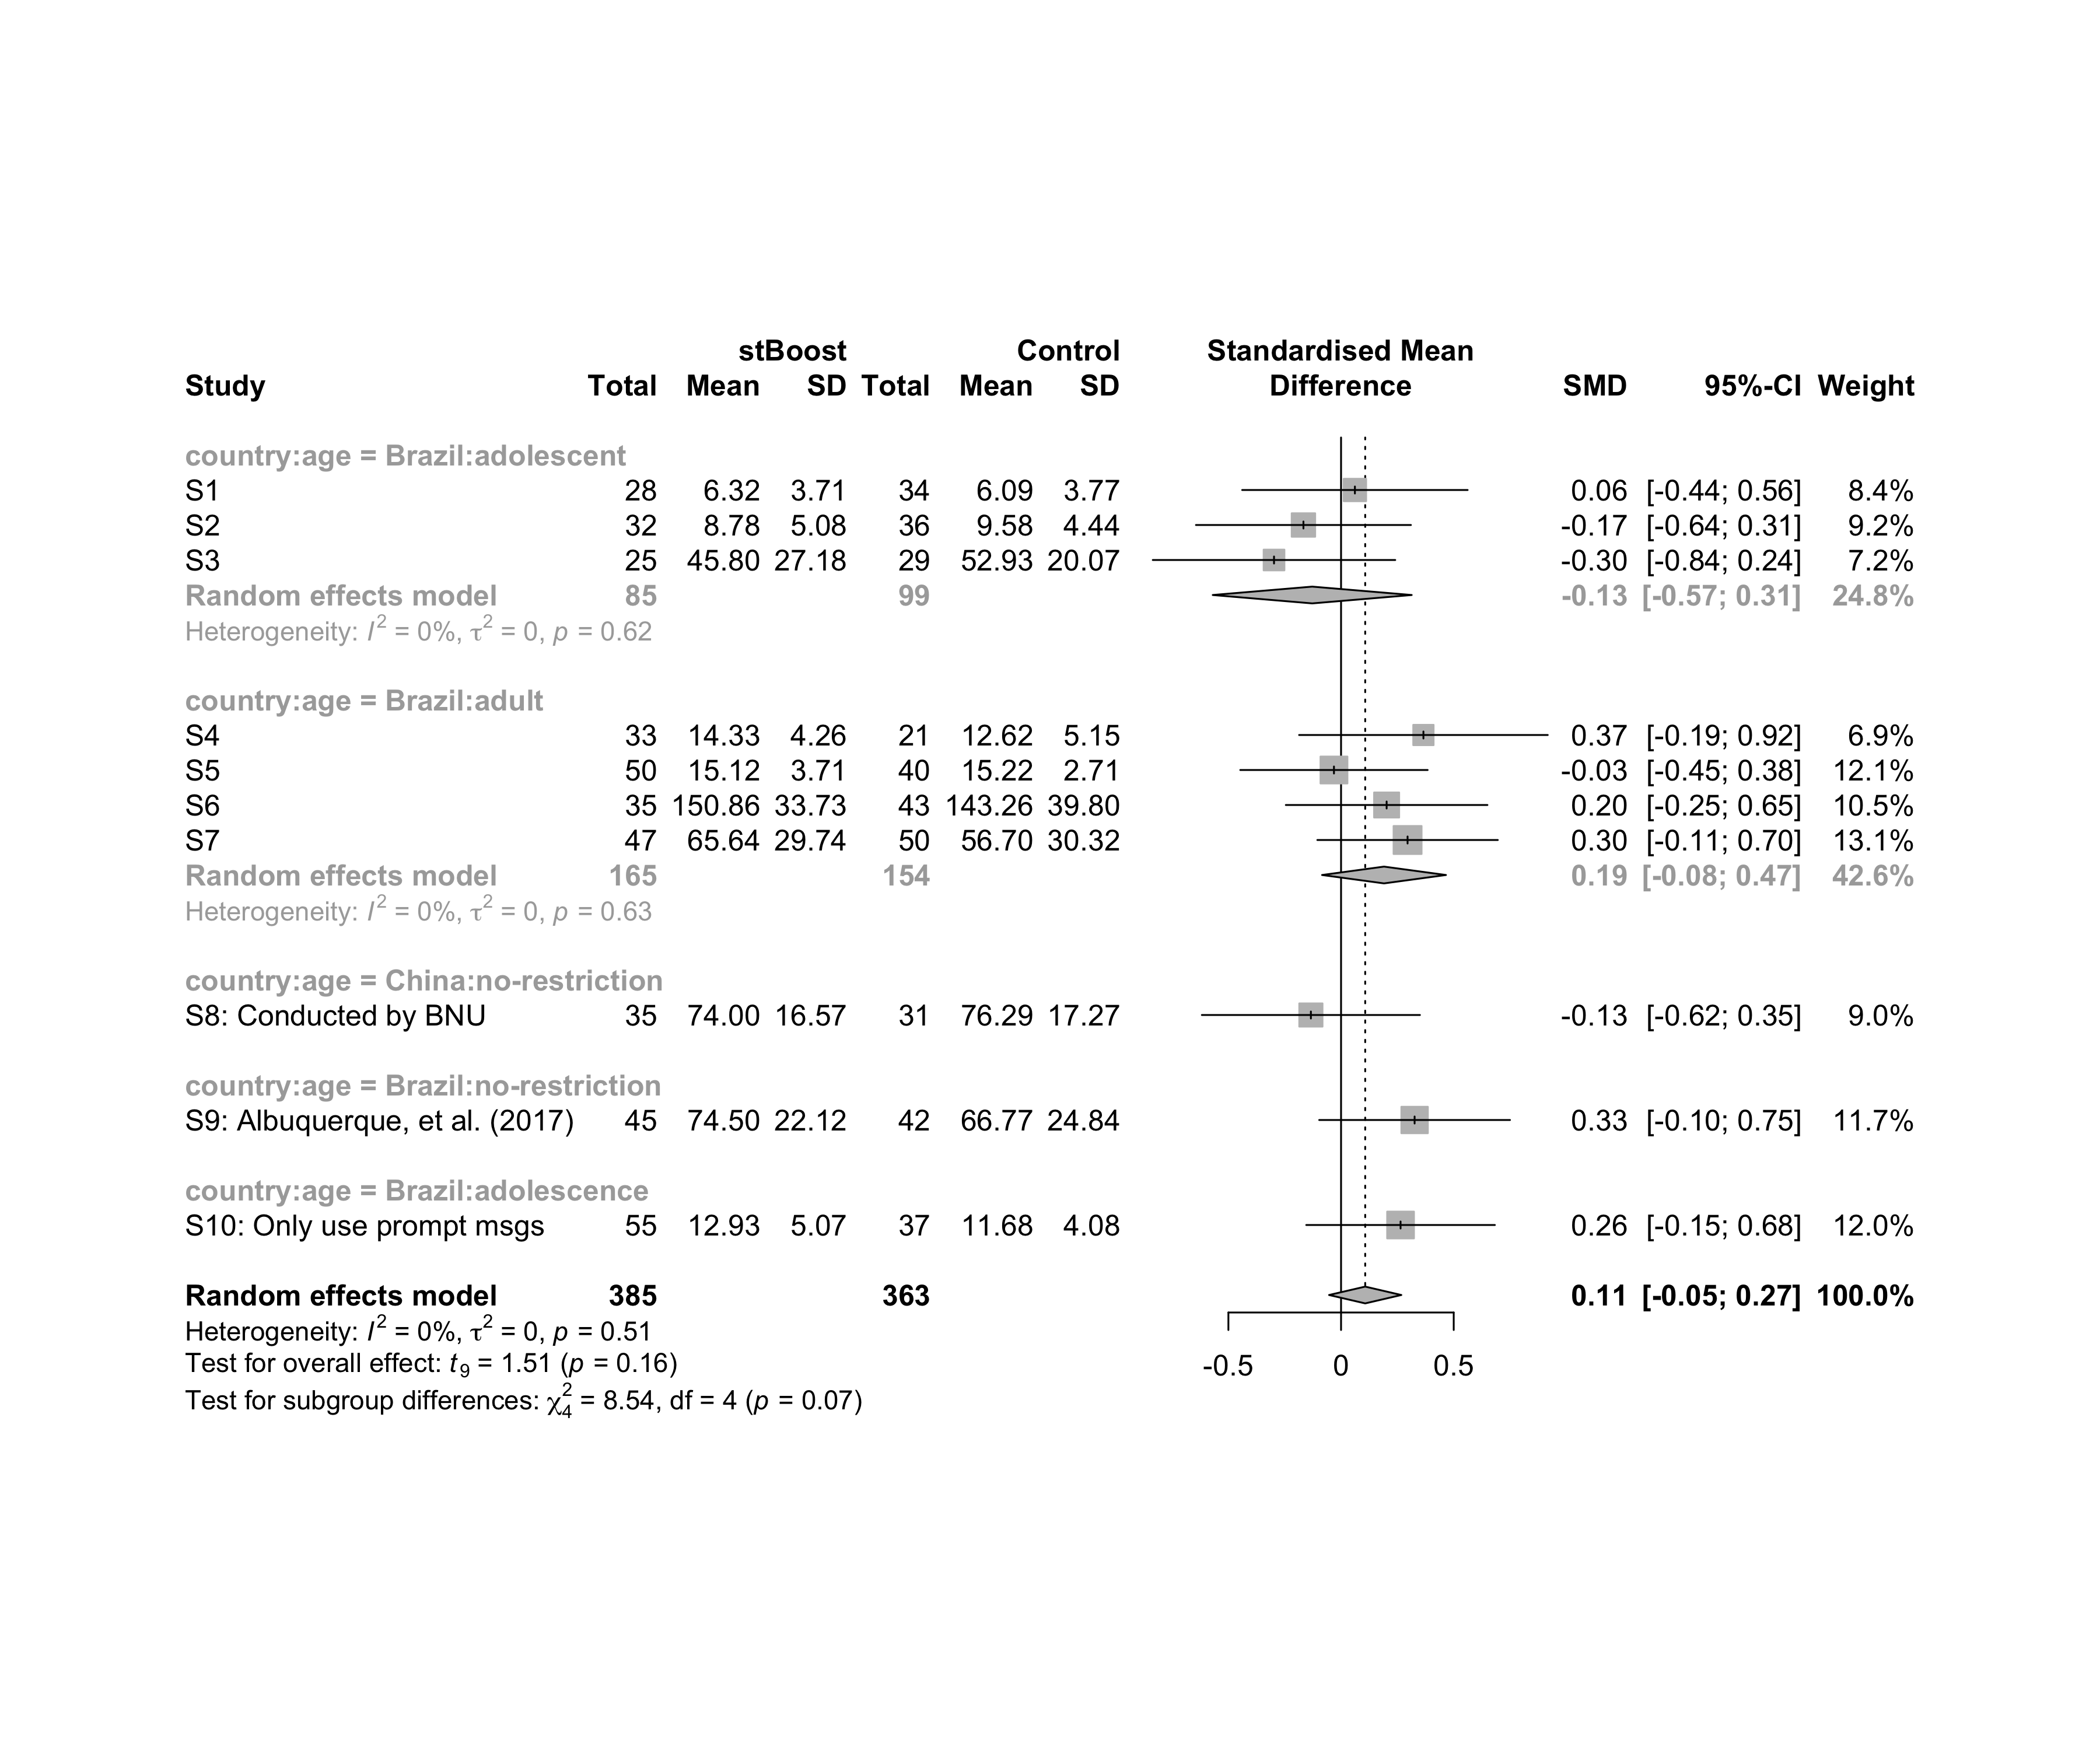 stBoost Control Standardised Mean
Study Total Mean SD Total Mean SD Difference SMD 95%-CI Weight
country:age = Brazil:adolescent
S1 28 6.32 3.71 34 6.09 3.77 0.06 [-0.44; 0.56] 8.4%
S2 32 8.78 5.08 36 9.58 4.44 -0.17 [-0.64; 0.31] 9.2%
S3 25 45.80 27.18 29 52.93 20.07 -0.30 [-0.84; 0.24] 7.2%
Random effects model 85 99 -0.13 [-0.57; 0.31] 24.8%
Heterogeneity: I² = 0%, τ² = 0, p = 0.62
country:age = Brazil:adult
S4 33 14.33 4.26 21 12.62 5.15 0.37 [-0.19; 0.92] 6.9%
S5 50 15.12 3.71 40 15.22 2.71 -0.03 [-0.45; 0.38] 12.1%
S6 35 150.86 33.73 43 143.26 39.80 0.20 [-0.25; 0.65] 10.5%
S7 47 65.64 29.74 50 56.70 30.32 0.30 [-0.11; 0.70] 13.1%
Random effects model 165 154 0.19 [-0.08; 0.47] 42.6%
Heterogeneity: I² = 0%, τ² = 0, p = 0.63
country:age = China:no-restriction
S8: Conducted by BNU 35 74.00 16.57 31 76.29 17.27 -0.13 [-0.62; 0.35] 9.0%
country:age = Brazil:no-restriction
S9: Albuquerque, et al. (2017) 45 74.50 22.12 42 66.77 24.84 0.33 [-0.10; 0.75] 11.7%
country:age = Brazil:adolescence
S10: Only use prompt msgs 55 12.93 5.07 37 11.68 4.08 0.26 [-0.15; 0.68] 12.0%
Random effects model 385 363 0.11 [-0.05; 0.27] 100.0%
Heterogeneity: I² = 0%, τ² = 0, p = 0.51
Test for overall effect: t₉ = 1.51 (p = 0.16)
-0.5 0 0.5
Test for subgroup differences: χ²₄ = 8.54, df = 4 (p = 0.07)